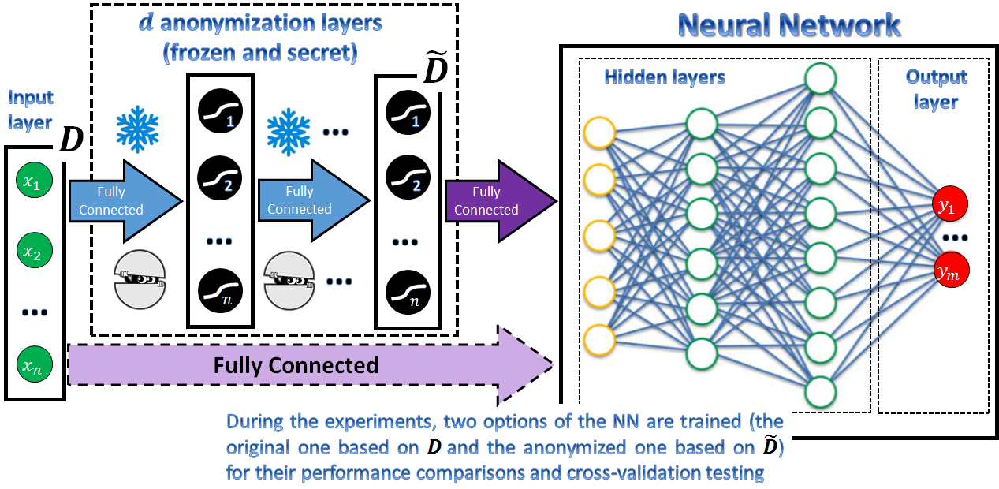 d anonymization layers
(frozen and secret)
Neural Network
Input
layer
D
D̃
Hidden layers
Output
layer
x₁
x₂
...
xₙ
Fully
Connected
1
2
...
n
...
Fully
Connected
...
1
2
...
n
Fully
Connected
y₁
...
yₘ
Fully Connected
During the experiments, two options of the NN are trained (the
original one based on D and the anonymized one based on D̃)
for their performance comparisons and cross-validation testing